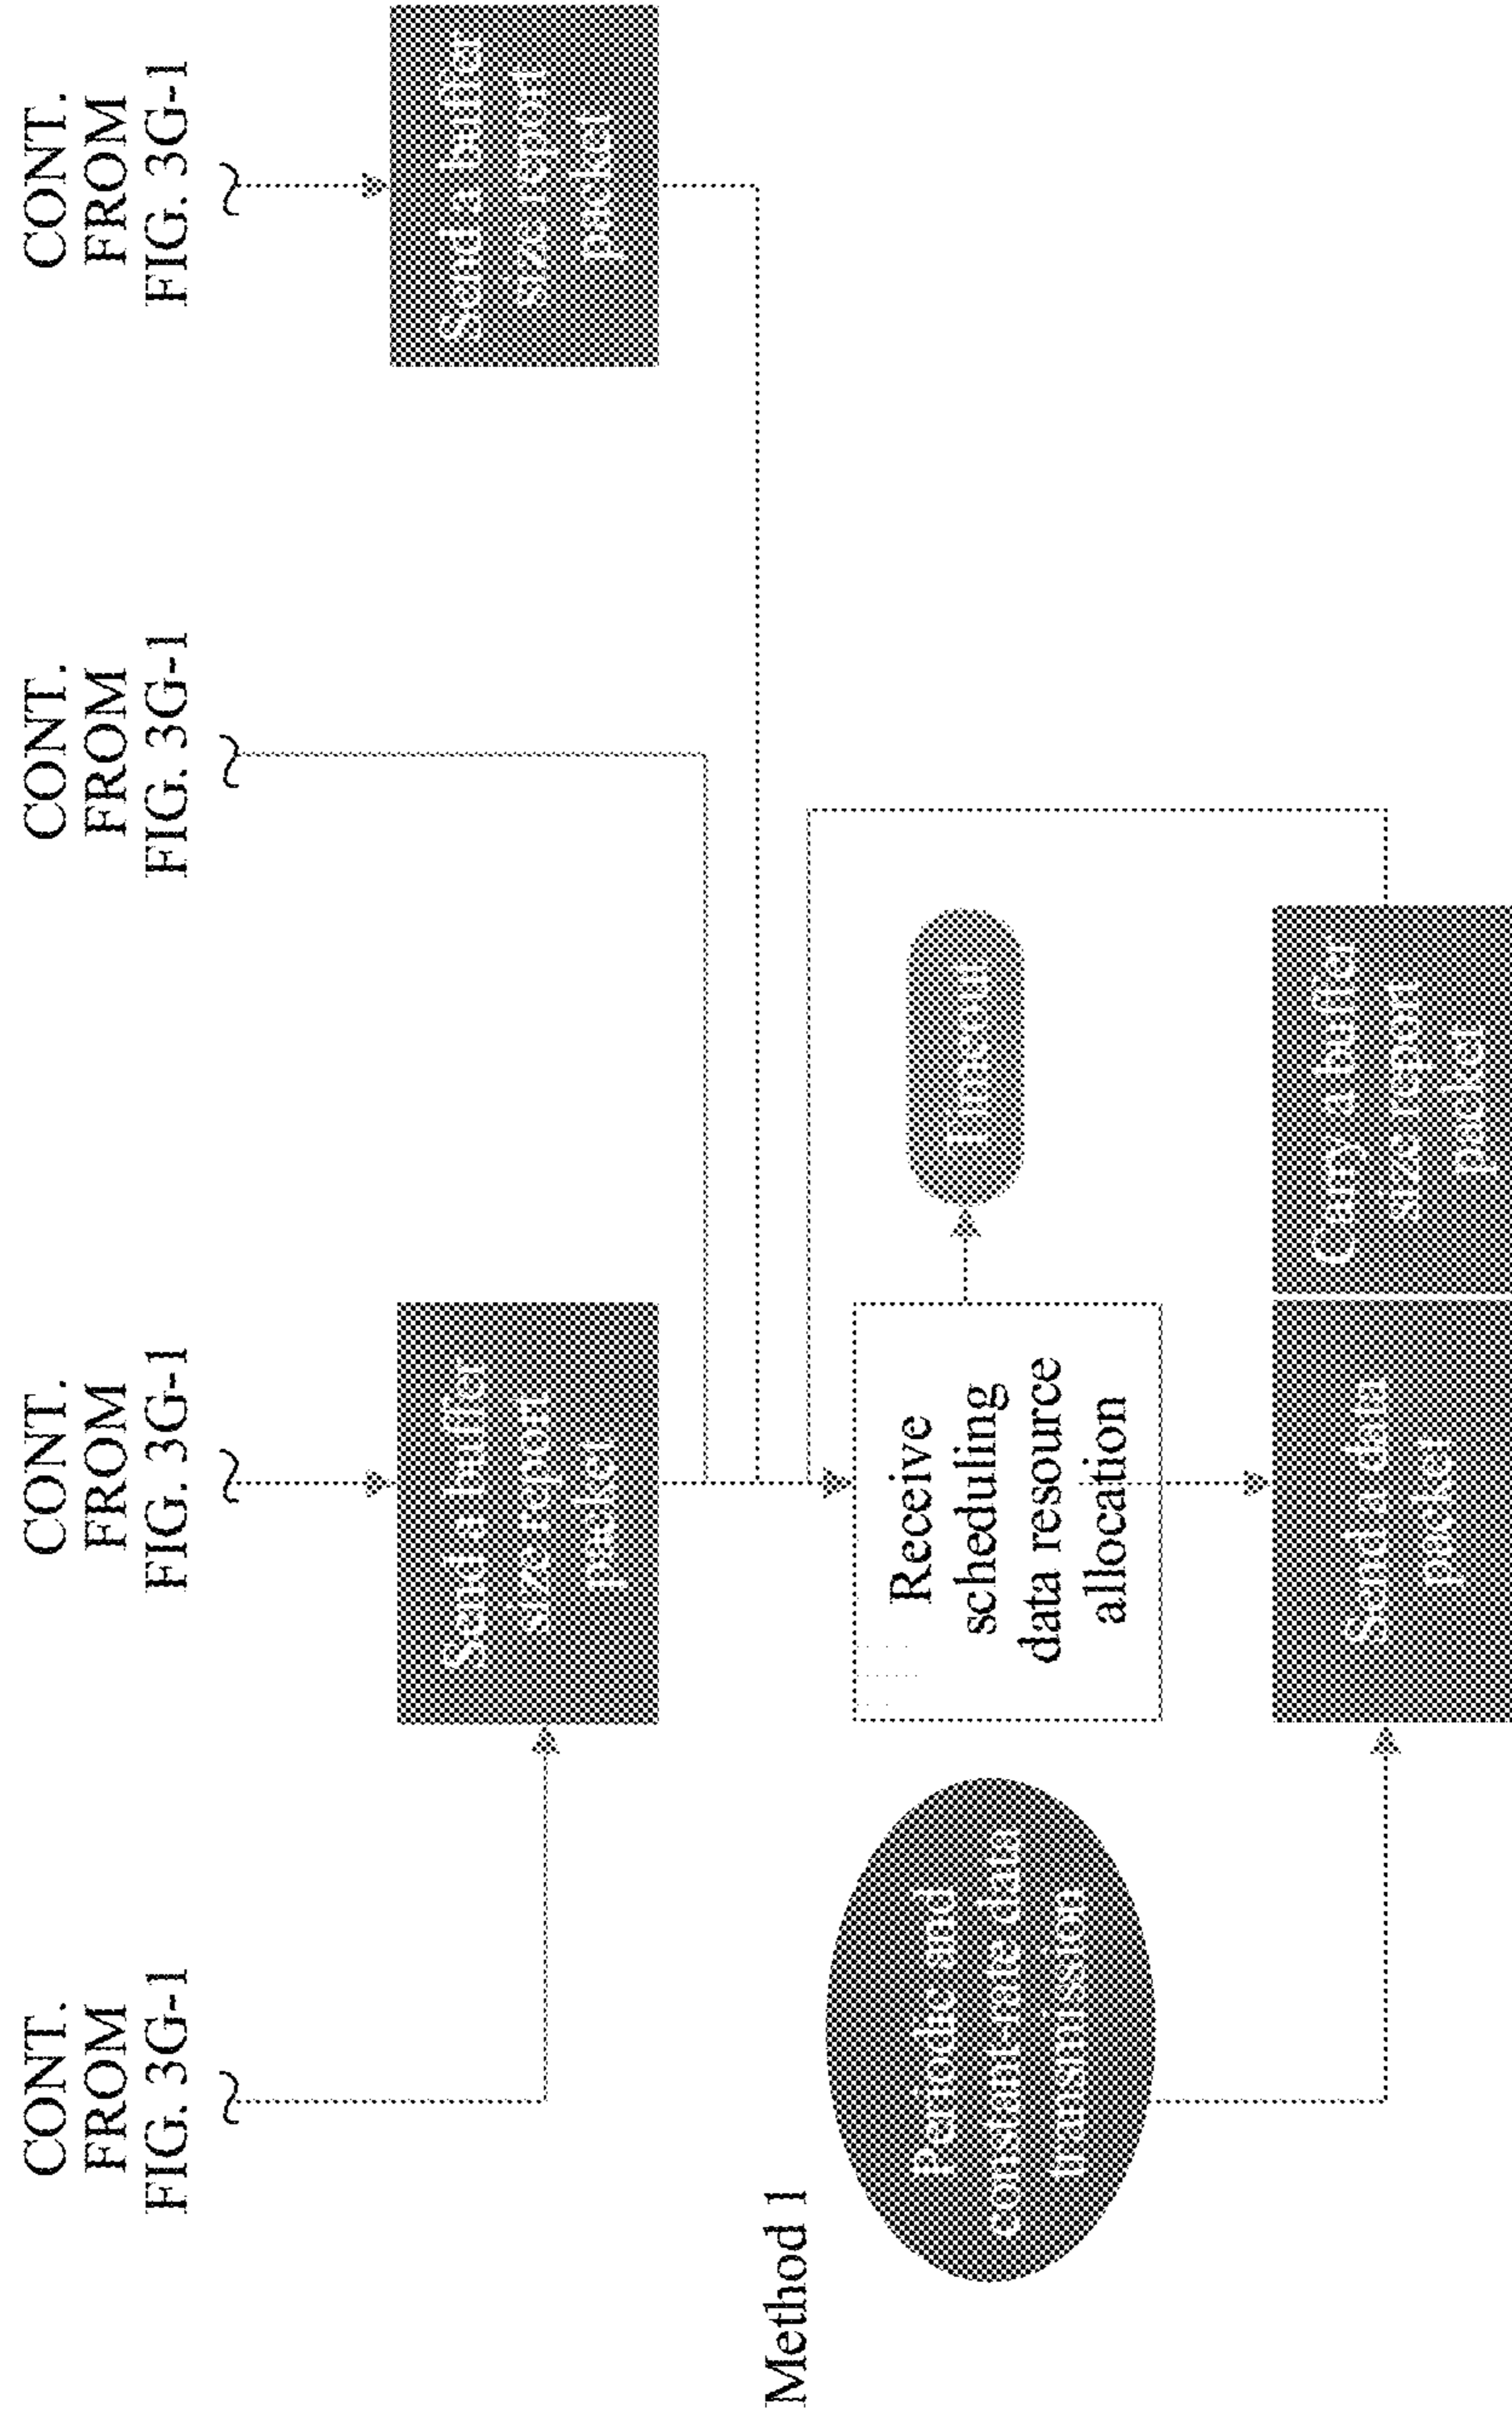 CONT.
FROM
FIG. 3G-1
CONT.
FROM
FIG. 3G-1
CONT.
FROM
FIG. 3G-1
CONT.
FROM
FIG. 3G-1
Send a buffer
size report
packet
Send a buffer
size report
packet
Method 1
Periodic and
constant-rate data
transmission
Receive
scheduling
data resource
allocation
Timeout
Send a data
packet
Carry a buffer
size report
packet